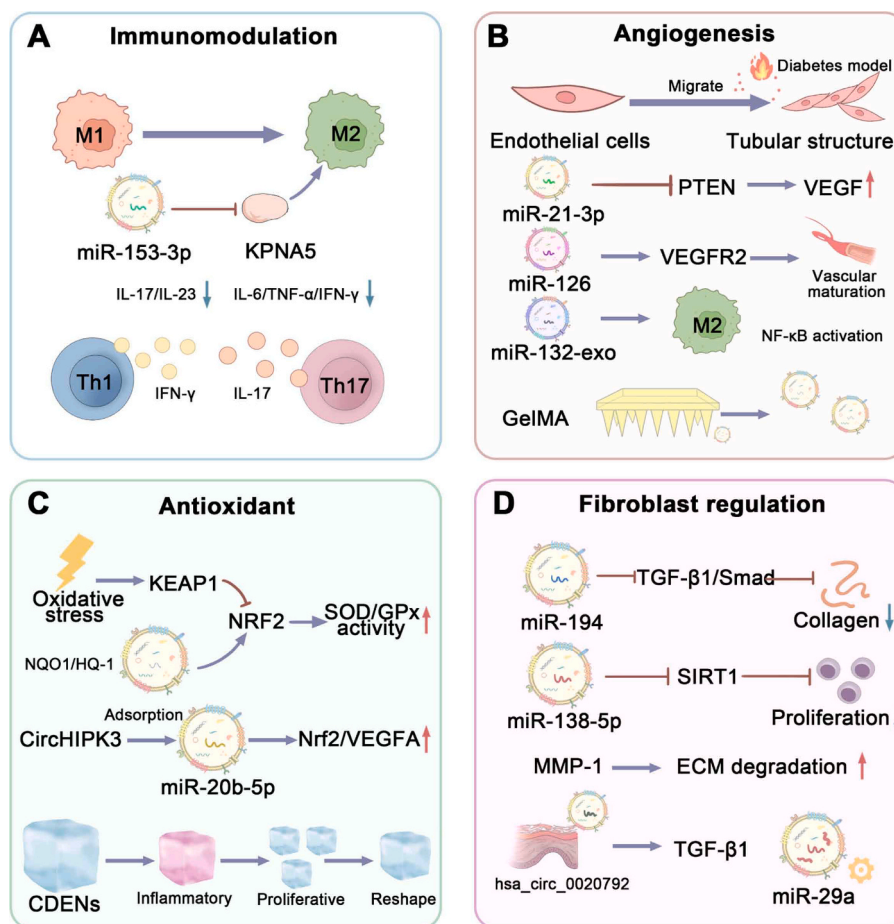 A
Immunomodulation
M1
M2
miR-153-3p
KPNA5
IL-17/IL-23
IL-6/TNF-α/IFN-γ
Th1
IFN-γ
IL-17
Th17
B
Angiogenesis
Migrate
Diabetes model
Endothelial cells
Tubular structure
miR-21-3p
PTEN
VEGF
miR-126
VEGFR2
Vascular
maturation
miR-132-exo
M2
NF-κB activation
GelMA
C
Antioxidant
Oxidative
stress
KEAP1
NRF2
SOD/GPx
activity
NQO1/HQ-1
CircHIPK3
Adsorption
miR-20b-5p
Nrf2/VEGFA
CDENs
Inflammatory
Proliferative
Reshape
D
Fibroblast regulation
miR-194
TGF-β1/Smad
Collagen
miR-138-5p
SIRT1
Proliferation
MMP-1
ECM degradation
hsa_circ_0020792
TGF-β1
miR-29a